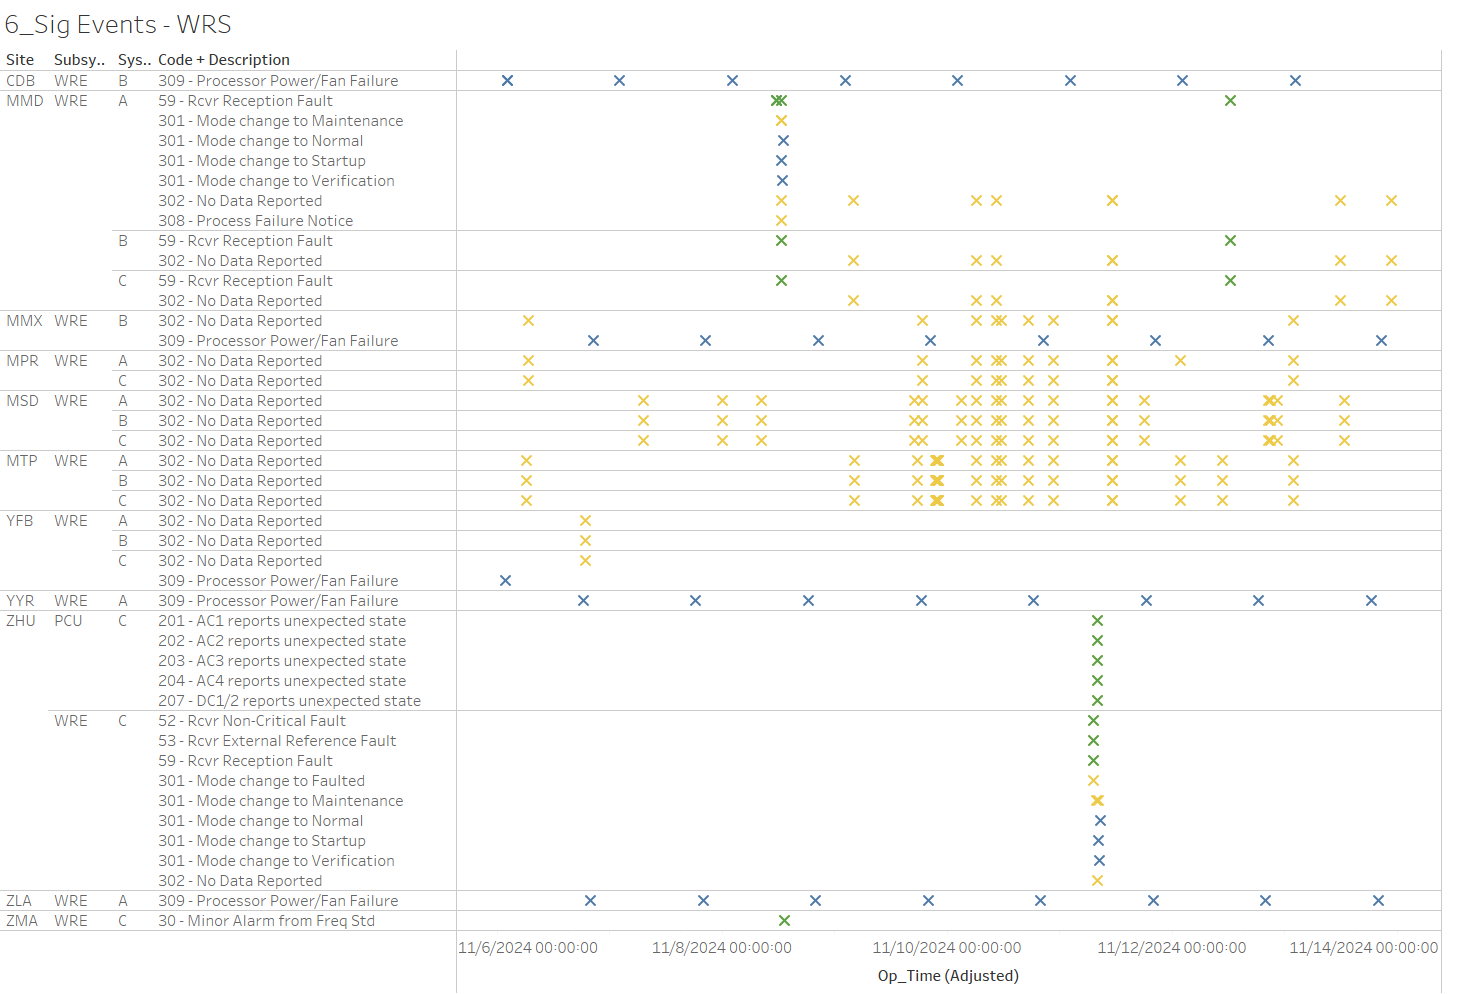 6_Sig Events - WRS
Site Subsy.. Sys.. Code + Description
CDB WRE B 309 - Processor Power/Fan Failure
MMD WRE A 59 - Rcvr Reception Fault
301 - Mode change to Maintenance
301 - Mode change to Normal
301 - Mode change to Startup
301 - Mode change to Verification
302 - No Data Reported
308 - Process Failure Notice
B 59 - Rcvr Reception Fault
302 - No Data Reported
C 59 - Rcvr Reception Fault
302 - No Data Reported
MMX WRE B 302 - No Data Reported
309 - Processor Power/Fan Failure
MPR WRE A 302 - No Data Reported
C 302 - No Data Reported
MSD WRE A 302 - No Data Reported
B 302 - No Data Reported
C 302 - No Data Reported
MTP WRE A 302 - No Data Reported
B 302 - No Data Reported
C 302 - No Data Reported
YFB WRE A 302 - No Data Reported
B 302 - No Data Reported
C 302 - No Data Reported
309 - Processor Power/Fan Failure
YYR WRE A 309 - Processor Power/Fan Failure
ZHU PCU C 201 - AC1 reports unexpected state
202 - AC2 reports unexpected state
203 - AC3 reports unexpected state
204 - AC4 reports unexpected state
207 - DC1/2 reports unexpected state
WRE C 52 - Rcvr Non-Critical Fault
53 - Rcvr External Reference Fault
59 - Rcvr Reception Fault
301 - Mode change to Faulted
301 - Mode change to Maintenance
301 - Mode change to Normal
301 - Mode change to Startup
301 - Mode change to Verification
302 - No Data Reported
ZLA WRE A 309 - Processor Power/Fan Failure
ZMA WRE C 30 - Minor Alarm from Freq Std
11/6/2024 00:00:00 11/8/2024 00:00:00 11/10/2024 00:00:00 11/12/2024 00:00:00 11/14/2024 00:00:00
Op_Time (Adjusted)